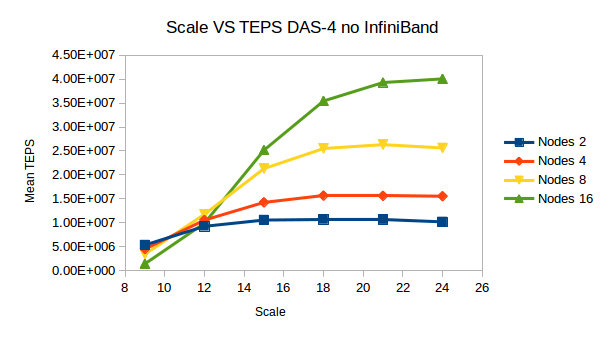 Scale VS TEPS DAS-4 no InfiniBand
Mean TEPS
4.50E+007
4.00E+007
3.50E+007
3.00E+007
2.50E+007
2.00E+007
1.50E+007
1.00E+007
5.00E+006
0.00E+000
8 10 12 14 16 18 20 22 24 26
Scale
Nodes 2
Nodes 4
Nodes 8
Nodes 16